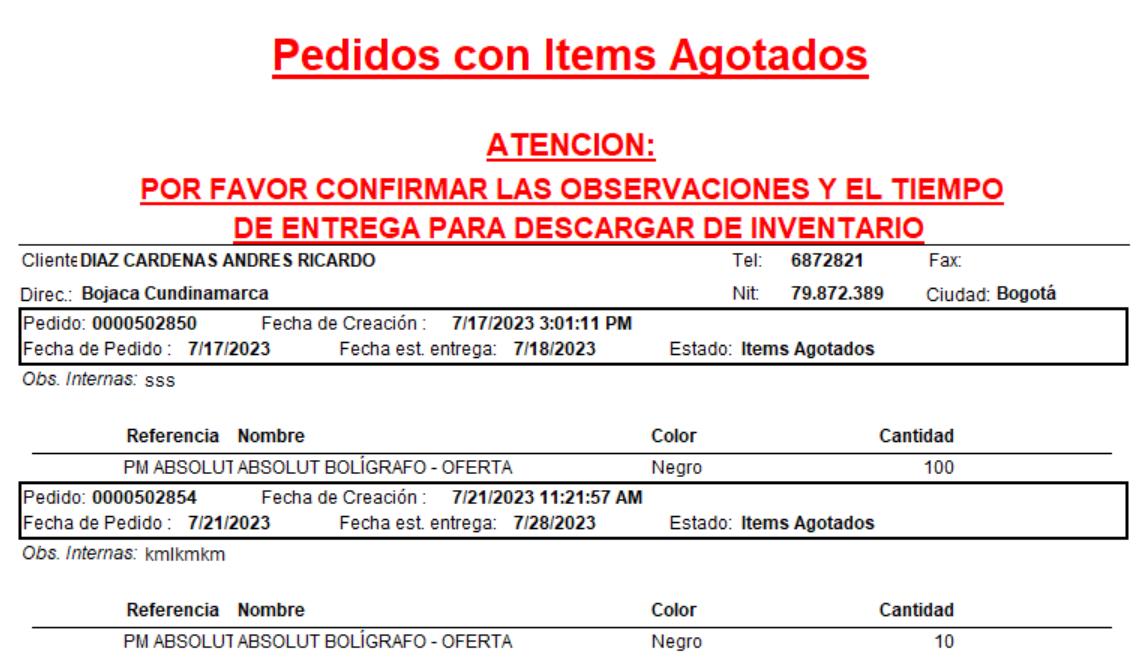 Pedidos con Items Agotados
ATENCION:
POR FAVOR CONFIRMAR LAS OBSERVACIONES Y EL TIEMPO
DE ENTREGA PARA DESCARGAR DE INVENTARIO
Cliente DIAZ CARDENAS ANDRES RICARDO Tel: 6872821 Fax:
Direc.: Bojaca Cundinamarca Nit: 79.872.389 Ciudad: Bogotá
Pedido: 0000502850 Fecha de Creación : 7/17/2023 3:01:11 PM
Fecha de Pedido : 7/17/2023 Fecha est. entrega: 7/18/2023 Estado: Items Agotados
Obs. Internas: sss
Referencia Nombre Color Cantidad
PM ABSOLUT ABSOLUT BOLÍGRAFO - OFERTA Negro 100
Pedido: 0000502854 Fecha de Creación : 7/21/2023 11:21:57 AM
Fecha de Pedido : 7/21/2023 Fecha est. entrega: 7/28/2023 Estado: Items Agotados
Obs. Internas: kmlkmkm
Referencia Nombre Color Cantidad
PM ABSOLUT ABSOLUT BOLÍGRAFO - OFERTA Negro 10